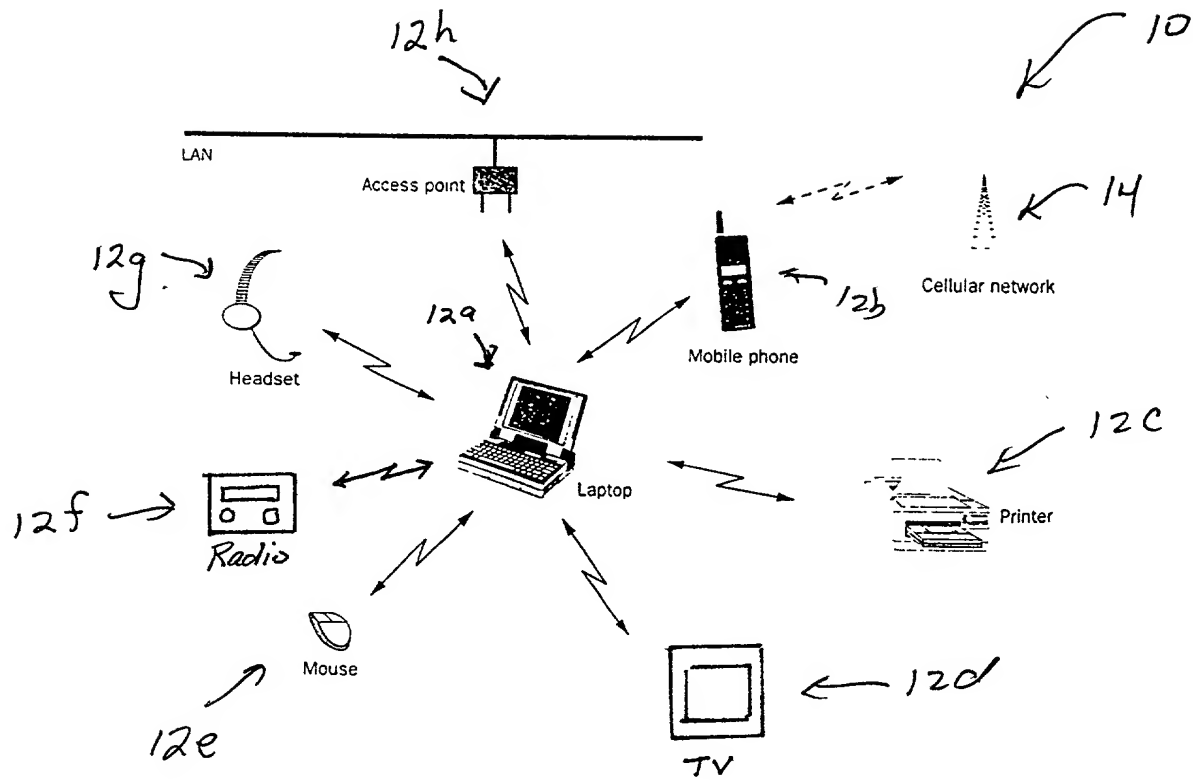 12h
10
LAN
Access point
14
12g
12a
12b
Cellular network
Headset
Mobile phone
12c
Laptop
Printer
12f
Radio
Mouse
12d
12e
TV